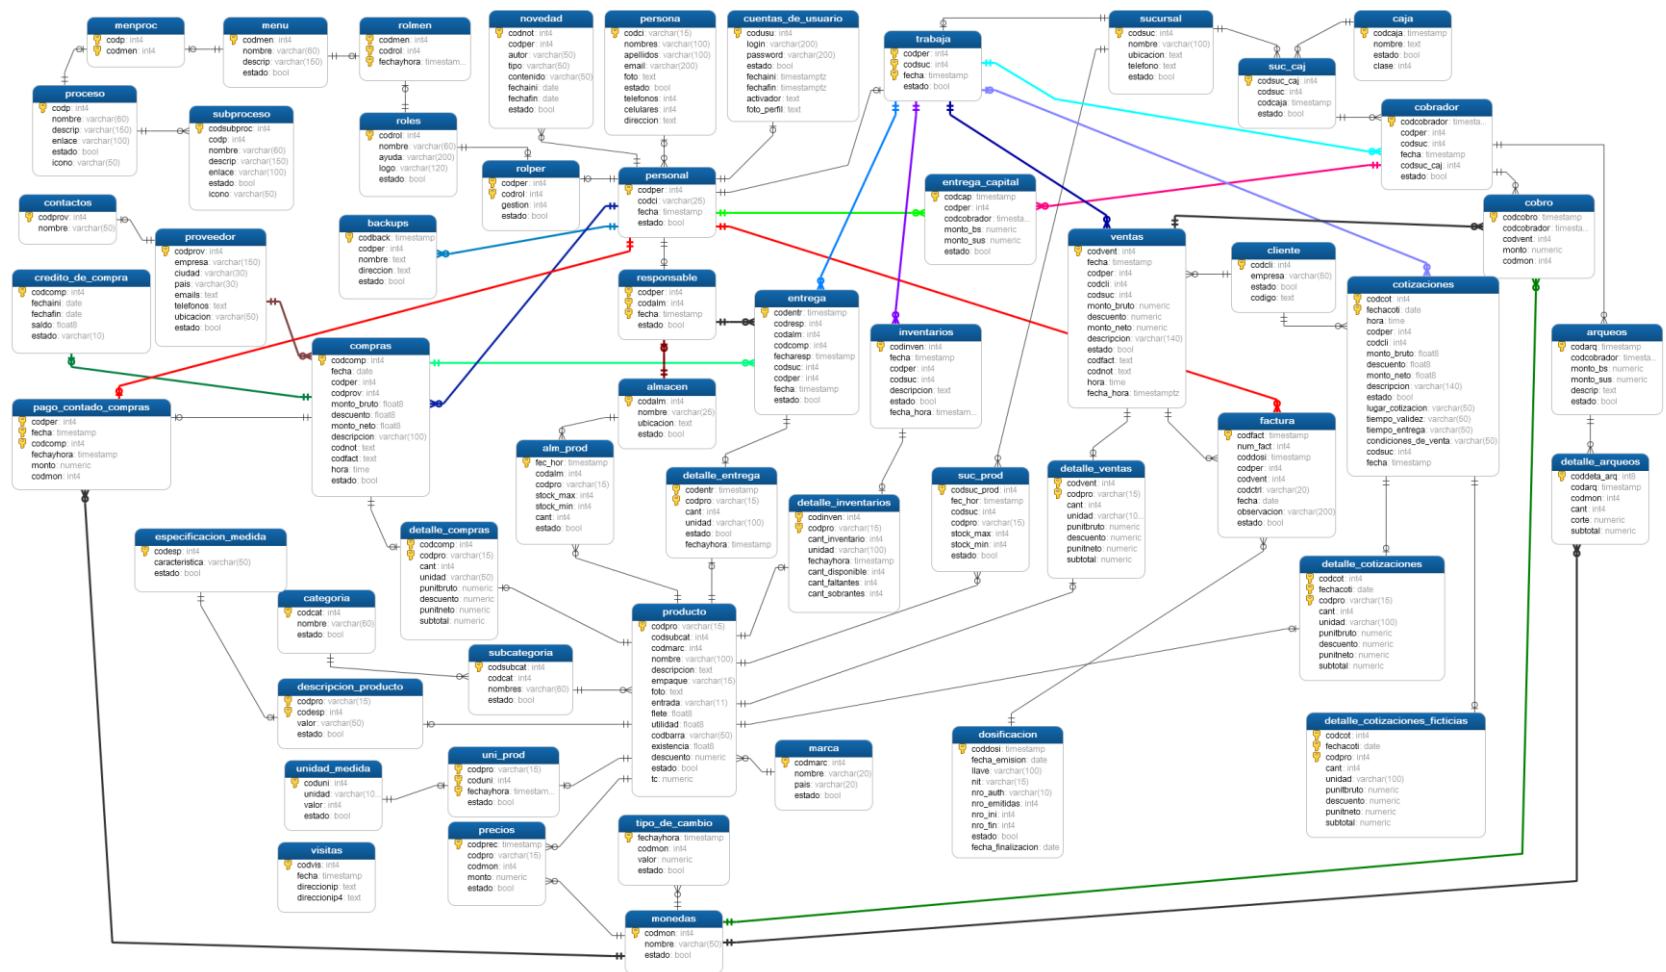 menproc
codp: int4
codmen: int4
menu
codmen: int4
nombre: varchar(60)
descrip: varchar(150)
estado: bool
rolmen
codmen: int4
codrol: int4
fechayhora: timestam...
novedad
codnot: int4
codper: int4
autor: varchar(50)
tipo: varchar(50)
contenido: varchar(50)
fechaini: date
fechafin: date
estado: bool
persona
codci: varchar(15)
nombres: varchar(100)
apellidos: varchar(100)
email: varchar(200)
foto: text
estado: bool
telefonos: int4
celulares: int4
direccion: text
cuentas_de_usuario
codusu: int4
login: varchar(200)
password: varchar(200)
estado: bool
fechaini: timestamptz
fechafin: timestamptz
activador: text
foto_perfil: text
trabaja
codper: int4
codsuc: int4
fecha: timestamp
estado: bool
sucursal
codsuc: int4
nombre: varchar(100)
ubicacion: text
telefono: text
estado: bool
caja
codcaja: timestamp
nombre: text
estado: bool
clase: int4
suc_caj
codsuc_caj: int4
codsuc: int4
codcaja: timestamp
estado: bool
cobrador
codcobrador: timesta...
codper: int4
codsuc: int4
fecha: timestamp
codsuc_caj: int4
estado: bool
proceso
codp: int4
nombre: varchar(60)
descrip: varchar(150)
enlace: varchar(100)
estado: bool
icono: varchar(50)
subproceso
codsubproc: int4
codp: int4
nombre: varchar(60)
descrip: varchar(150)
enlace: varchar(100)
estado: bool
icono: varchar(50)
roles
codrol: int4
nombre: varchar(60)
ayuda: varchar(200)
logo: varchar(120)
estado: bool
rolper
codper: int4
codrol: int4
gestion: int4
estado: bool
personal
codper: int4
codci: varchar(25)
fecha: timestamp
estado: bool
entrega_capital
codcap: int4
codper: int4
codcobrador: timesta...
monto_bs: numeric
monto_sus: numeric
estado: bool
cobro
codcobro: timestamp
codcobrador: timesta...
codvent: int4
monto: numeric
codmon: int4
contactos
codprov: int4
nombre: varchar(50)
proveedor
codprov: int4
empresa: varchar(150)
ciudad: varchar(30)
pais: varchar(30)
emails: text
telefonos: text
ubicacion: varchar(50)
estado: bool
backups
codback: timestamp
codper: int4
nombre: text
direccion: text
estado: bool
credito_de_compra
codcomp: int4
fechaini: date
fechafin: date
saldo: float8
estado: varchar(10)
responsable
codper: int4
codalm: int4
fecha: timestamp
estado: bool
entrega
codentr: timestamp
codresp: int4
codalm: int4
codcomp: int4
fecharesp: timestamp
codsuc: int4
codper: int4
fecha: timestamp
estado: bool
inventarios
codinven: int4
fecha: timestamp
codper: int4
codsuc: int4
descripcion: text
estado: bool
fecha_hora: timestam...
ventas
codvent: int4
fecha: timestamp
codper: int4
codcli: int4
codsuc: int4
monto_bruto: numeric
descuento: numeric
monto_neto: numeric
descripcion: varchar(140)
estado: bool
codfact: text
codnot: text
hora: time
fecha_hora: timestamptz
cliente
codcli: int4
empresa: varchar(60)
estado: bool
codigo: text
cotizaciones
codcot: int4
fechacoti: date
hora: time
codper: int4
codcli: int4
monto_bruto: float8
descuento: float8
monto_neto: float8
descripcion: varchar(140)
estado: bool
lugar_cotizacion: varchar(50)
tiempo_validez: varchar(50)
tiempo_entrega: varchar(50)
condiciones_de_venta: varchar(50)
codsuc: int4
fecha: timestamp
arqueos
codarq: timestamp
codcobrador: timesta...
monto_bs: numeric
monto_sus: numeric
descrip: text
estado: bool
compras
codcomp: int4
fecha: date
codper: int4
codprov: int4
monto_bruto: float8
descuento: float8
monto_neto: float8
descripcion: varchar(100)
codnot: text
codfact: text
hora: time
estado: bool
pago_contado_compras
codper: int4
fecha: timestamp
codcomp: int4
fechayhora: timestamp
monto: numeric
codmon: int4
almacen
codalm: int4
nombre: varchar(25)
ubicacion: text
estado: bool
alm_prod
fec_hor: timestamp
codalm: int4
codpro: varchar(15)
stock_max: int4
stock_min: int4
cant: int4
estado: bool
detalle_entrega
codentr: timestamp
codpro: varchar(15)
cant: int4
unidad: varchar(100)
estado: bool
fechayhora: timestamp
detalle_inventarios
codinven: int4
codpro: varchar(15)
cant_inventario: int4
unidad: varchar(100)
fechayhora: timestamp
cant_disponible: int4
cant_faltantes: int4
cant_sobrantes: int4
suc_prod
codsuc_prod: int4
fec_hor: timestamp
codsuc: int4
codpro: varchar(15)
stock_max: int4
stock_min: int4
estado: bool
detalle_ventas
codvent: int4
codpro: varchar(15)
cant: int4
unidad: varchar(10...
punitbruto: numeric
descuento: numeric
punitneto: numeric
subtotal: numeric
factura
codfact: timestamp
num_fact: int4
coddosi: timestamp
codper: int4
codvent: int4
codctrl: varchar(20)
fecha: date
observacion: varchar(200)
estado: bool
detalle_arqueos
coddeta_arq: int8
codarq: timestamp
codmon: int4
cant: int4
corte: numeric
subtotal: numeric
especificacion_medida
codesp: int4
caracteristica: varchar(50)
estado: bool
detalle_compras
codcomp: int4
codpro: varchar(15)
cant: int4
unidad: varchar(50)
punitbruto: numeric
descuento: numeric
punitneto: numeric
subtotal: numeric
detalle_cotizaciones
codcot: int4
fechacoti: date
codpro: varchar(15)
cant: int4
unidad: varchar(100)
punitbruto: numeric
descuento: numeric
punitneto: numeric
subtotal: numeric
categoria
codcat: int4
nombre: varchar(60)
estado: bool
producto
codpro: varchar(15)
codsubcat: int4
codmarc: int4
nombre: varchar(100)
descripcion: text
empaque: varchar(15)
foto: text
entrada: varchar(11)
flete: float8
utilidad: float8
codbarra: varchar(50)
existencia: float8
descuento: numeric
estado: bool
tc: numeric
subcategoria
codsubcat: int4
codcat: int4
nombres: varchar(60)
estado: bool
descripcion_producto
codpro: varchar(15)
codesp: int4
valor: varchar(50)
estado: bool
detalle_cotizaciones_ficticias
codcot: int4
fechacoti: date
codpro: int4
cant: int4
unidad: varchar(100)
punitbruto: numeric
descuento: numeric
punitneto: numeric
subtotal: numeric
dosificacion
coddosi: timestamp
fecha_emision: date
llave: varchar(100)
nit: varchar(15)
nro_auth: varchar(10)
nro_emitidas: int4
nro_ini: int4
nro_fin: int4
estado: bool
fecha_finalizacion: date
marca
codmarc: int4
nombre: varchar(20)
pais: varchar(20)
estado: bool
uni_prod
codpro: varchar(15)
coduni: int4
fechayhora: timestam...
estado: bool
unidad_medida
coduni: int4
unidad: varchar(10...
valor: int4
estado: bool
tipo_de_cambio
fechayhora: timestamp
codmon: int4
valor: numeric
estado: bool
precios
codprec: timestamp
codpro: varchar(15)
codmon: int4
monto: numeric
estado: bool
visitas
codvis: int4
fecha: timestamp
direccionip: text
direccionip4: text
monedas
codmon: int4
nombre: varchar(50)
estado: bool